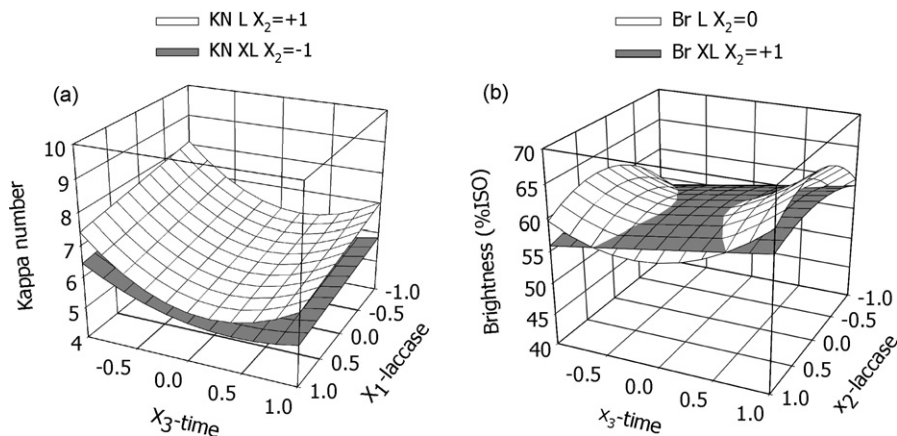 KN L X2=+1
KN XL X2=-1
(a)
Kappa number
10
9
8
7
6
5
4
-0.5
0.0
0.5
1.0
X3-time
1.0
0.5
0.0
-0.5
-1.0
X1-laccase
Br L X2=0
Br XL X2=+1
(b)
Brightness (%ISO)
70
65
60
55
50
45
40
-0.5
0.0
0.5
1.0
x3-time
1.0
0.5
0.0
-0.5
-1.0
x2-laccase